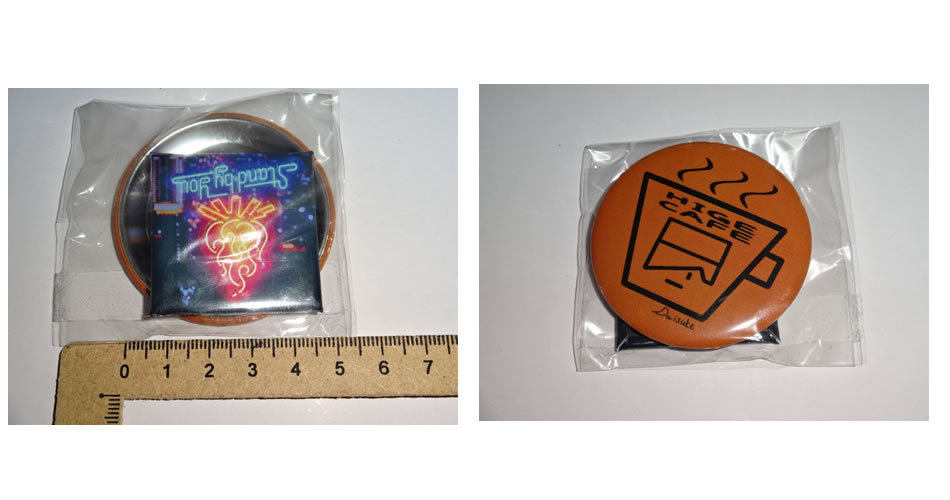 Stand by you
0 1 2 3 4 5 6 7
HIGE
CAFE
Daisuke